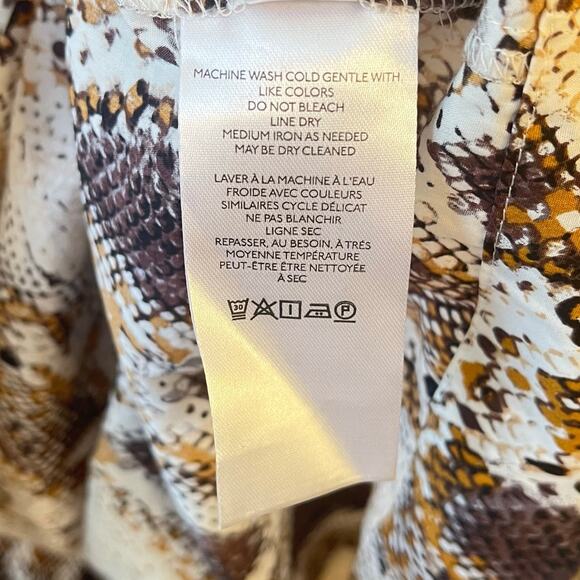 MACHINE WASH COLD GENTLE WITH
LIKE COLORS
DO NOT BLEACH
LINE DRY
MEDIUM IRON AS NEEDED
MAY BE DRY CLEANED
LAVER À LA MACHINE À L'EAU
FROIDE AVEC COULEURS
SIMILAIRES CYCLE DÉLICAT
NE PAS BLANCHIR
LIGNE SEC
REPASSER, AU BESOIN, À TRÉS
MOYENNE TEMPÉRATURE
PEUT-ÊTRE ÊTRE NETTOYÉE
À SEC
30 P